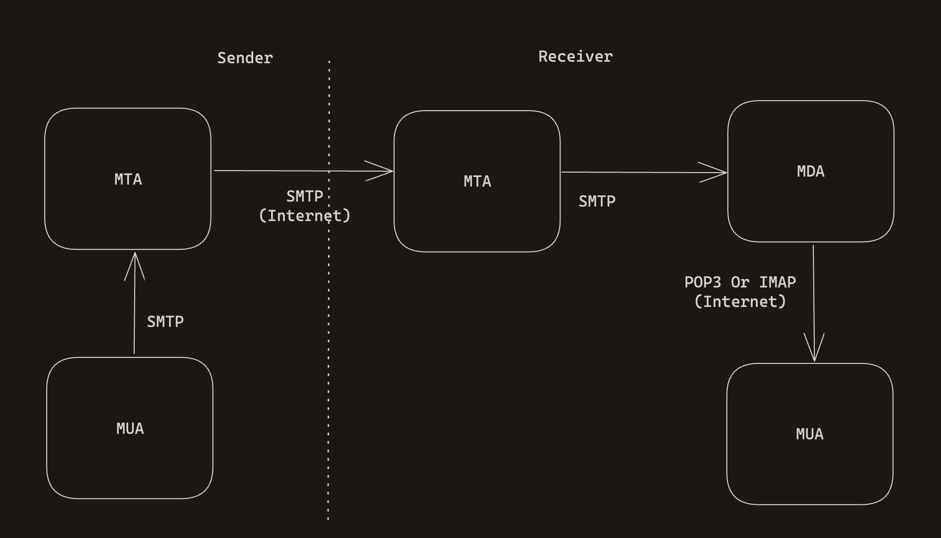 Sender
Receiver
MTA
SMTP
(Internet)
MTA
SMTP
MDA
SMTP
POP3 Or IMAP
(Internet)
MUA
MUA